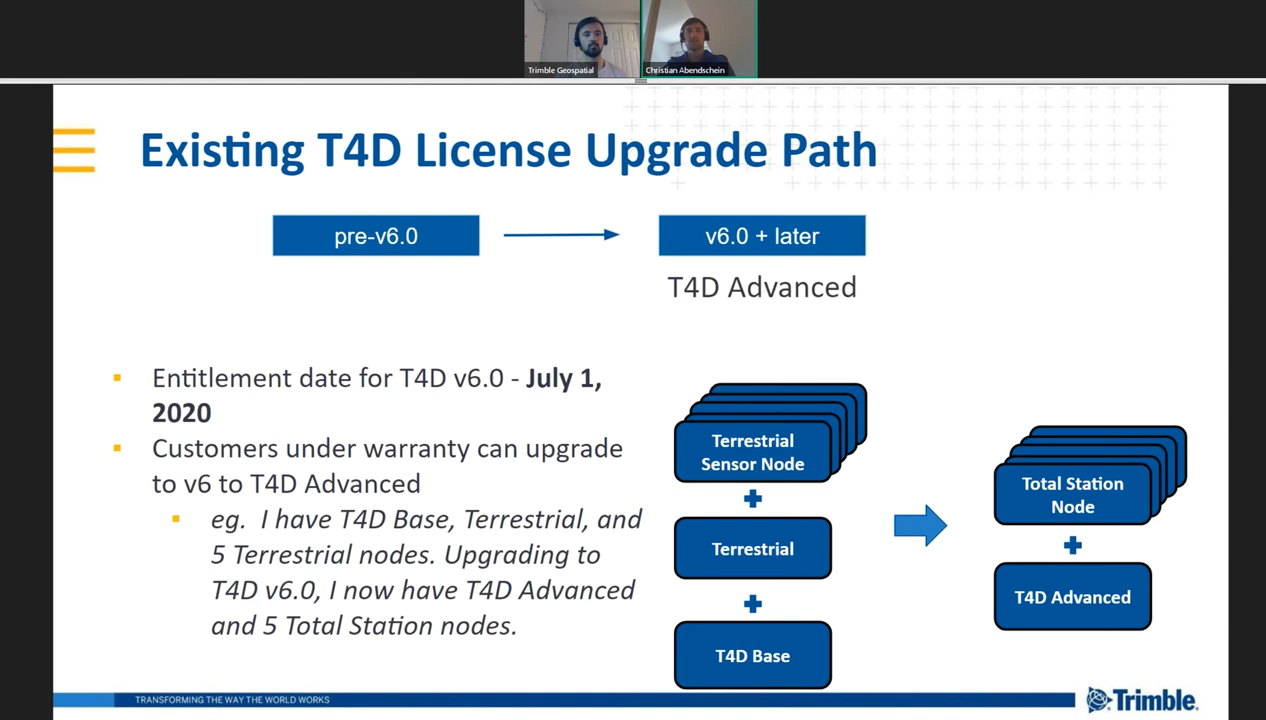 Trimble Geospatial
Christian Abendschein
Existing T4D License Upgrade Path
pre-v6.0
v6.0 + later
T4D Advanced
Entitlement date for T4D v6.0 - July 1,
2020
Customers under warranty can upgrade
to v6 to T4D Advanced
eg. I have T4D Base, Terrestrial, and
5 Terrestrial nodes. Upgrading to
T4D v6.0, I now have T4D Advanced
and 5 Total Station nodes.
Terrestrial
Sensor Node
Terrestrial
T4D Base
Total Station
Node
T4D Advanced
TRANSFORMING THE WAY THE WORLD WORKS
Trimble.